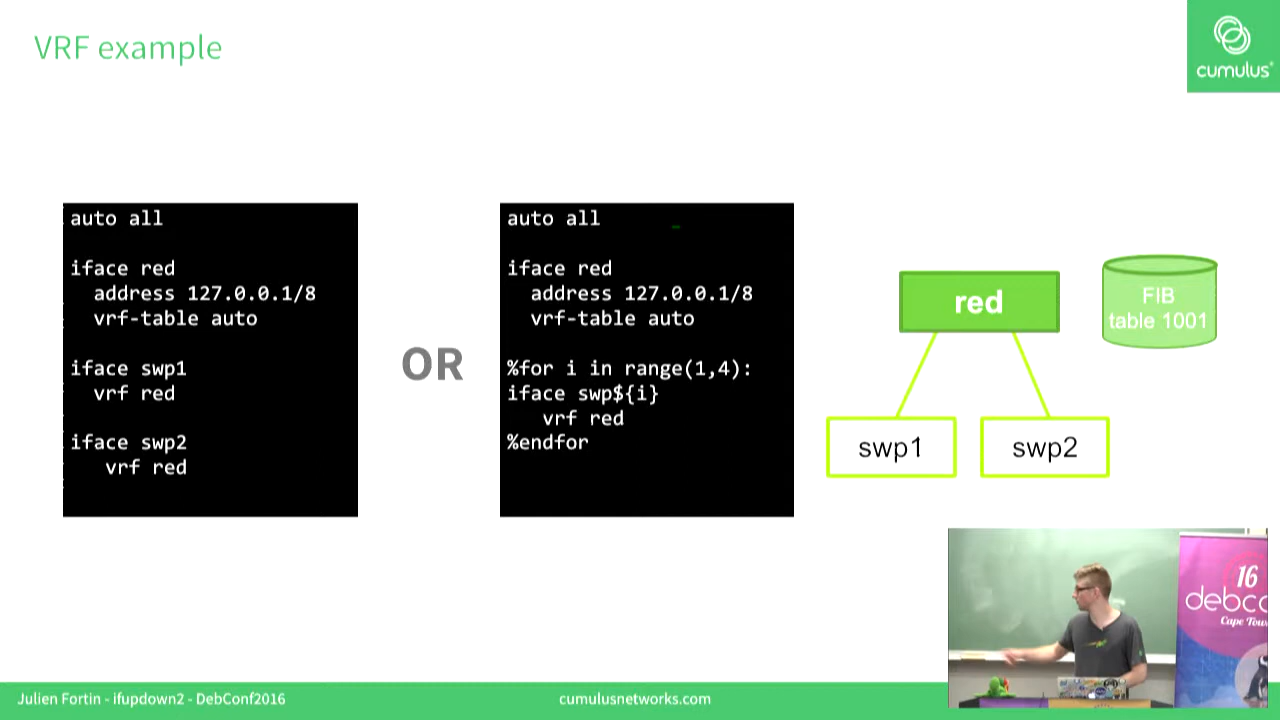 VRF example
cumulus
auto all
iface red
address 127.0.0.1/8
vrf-table auto
iface swp1
vrf red
iface swp2
vrf red
OR
auto all
iface red
address 127.0.0.1/8
vrf-table auto
%for i in range(1,4):
iface swp${i}
vrf red
%endfor
red
FIB
table 1001
swp1
swp2
16
Julien Fortin - ifupdown2 - DebConf2016
cumulusnetworks.com